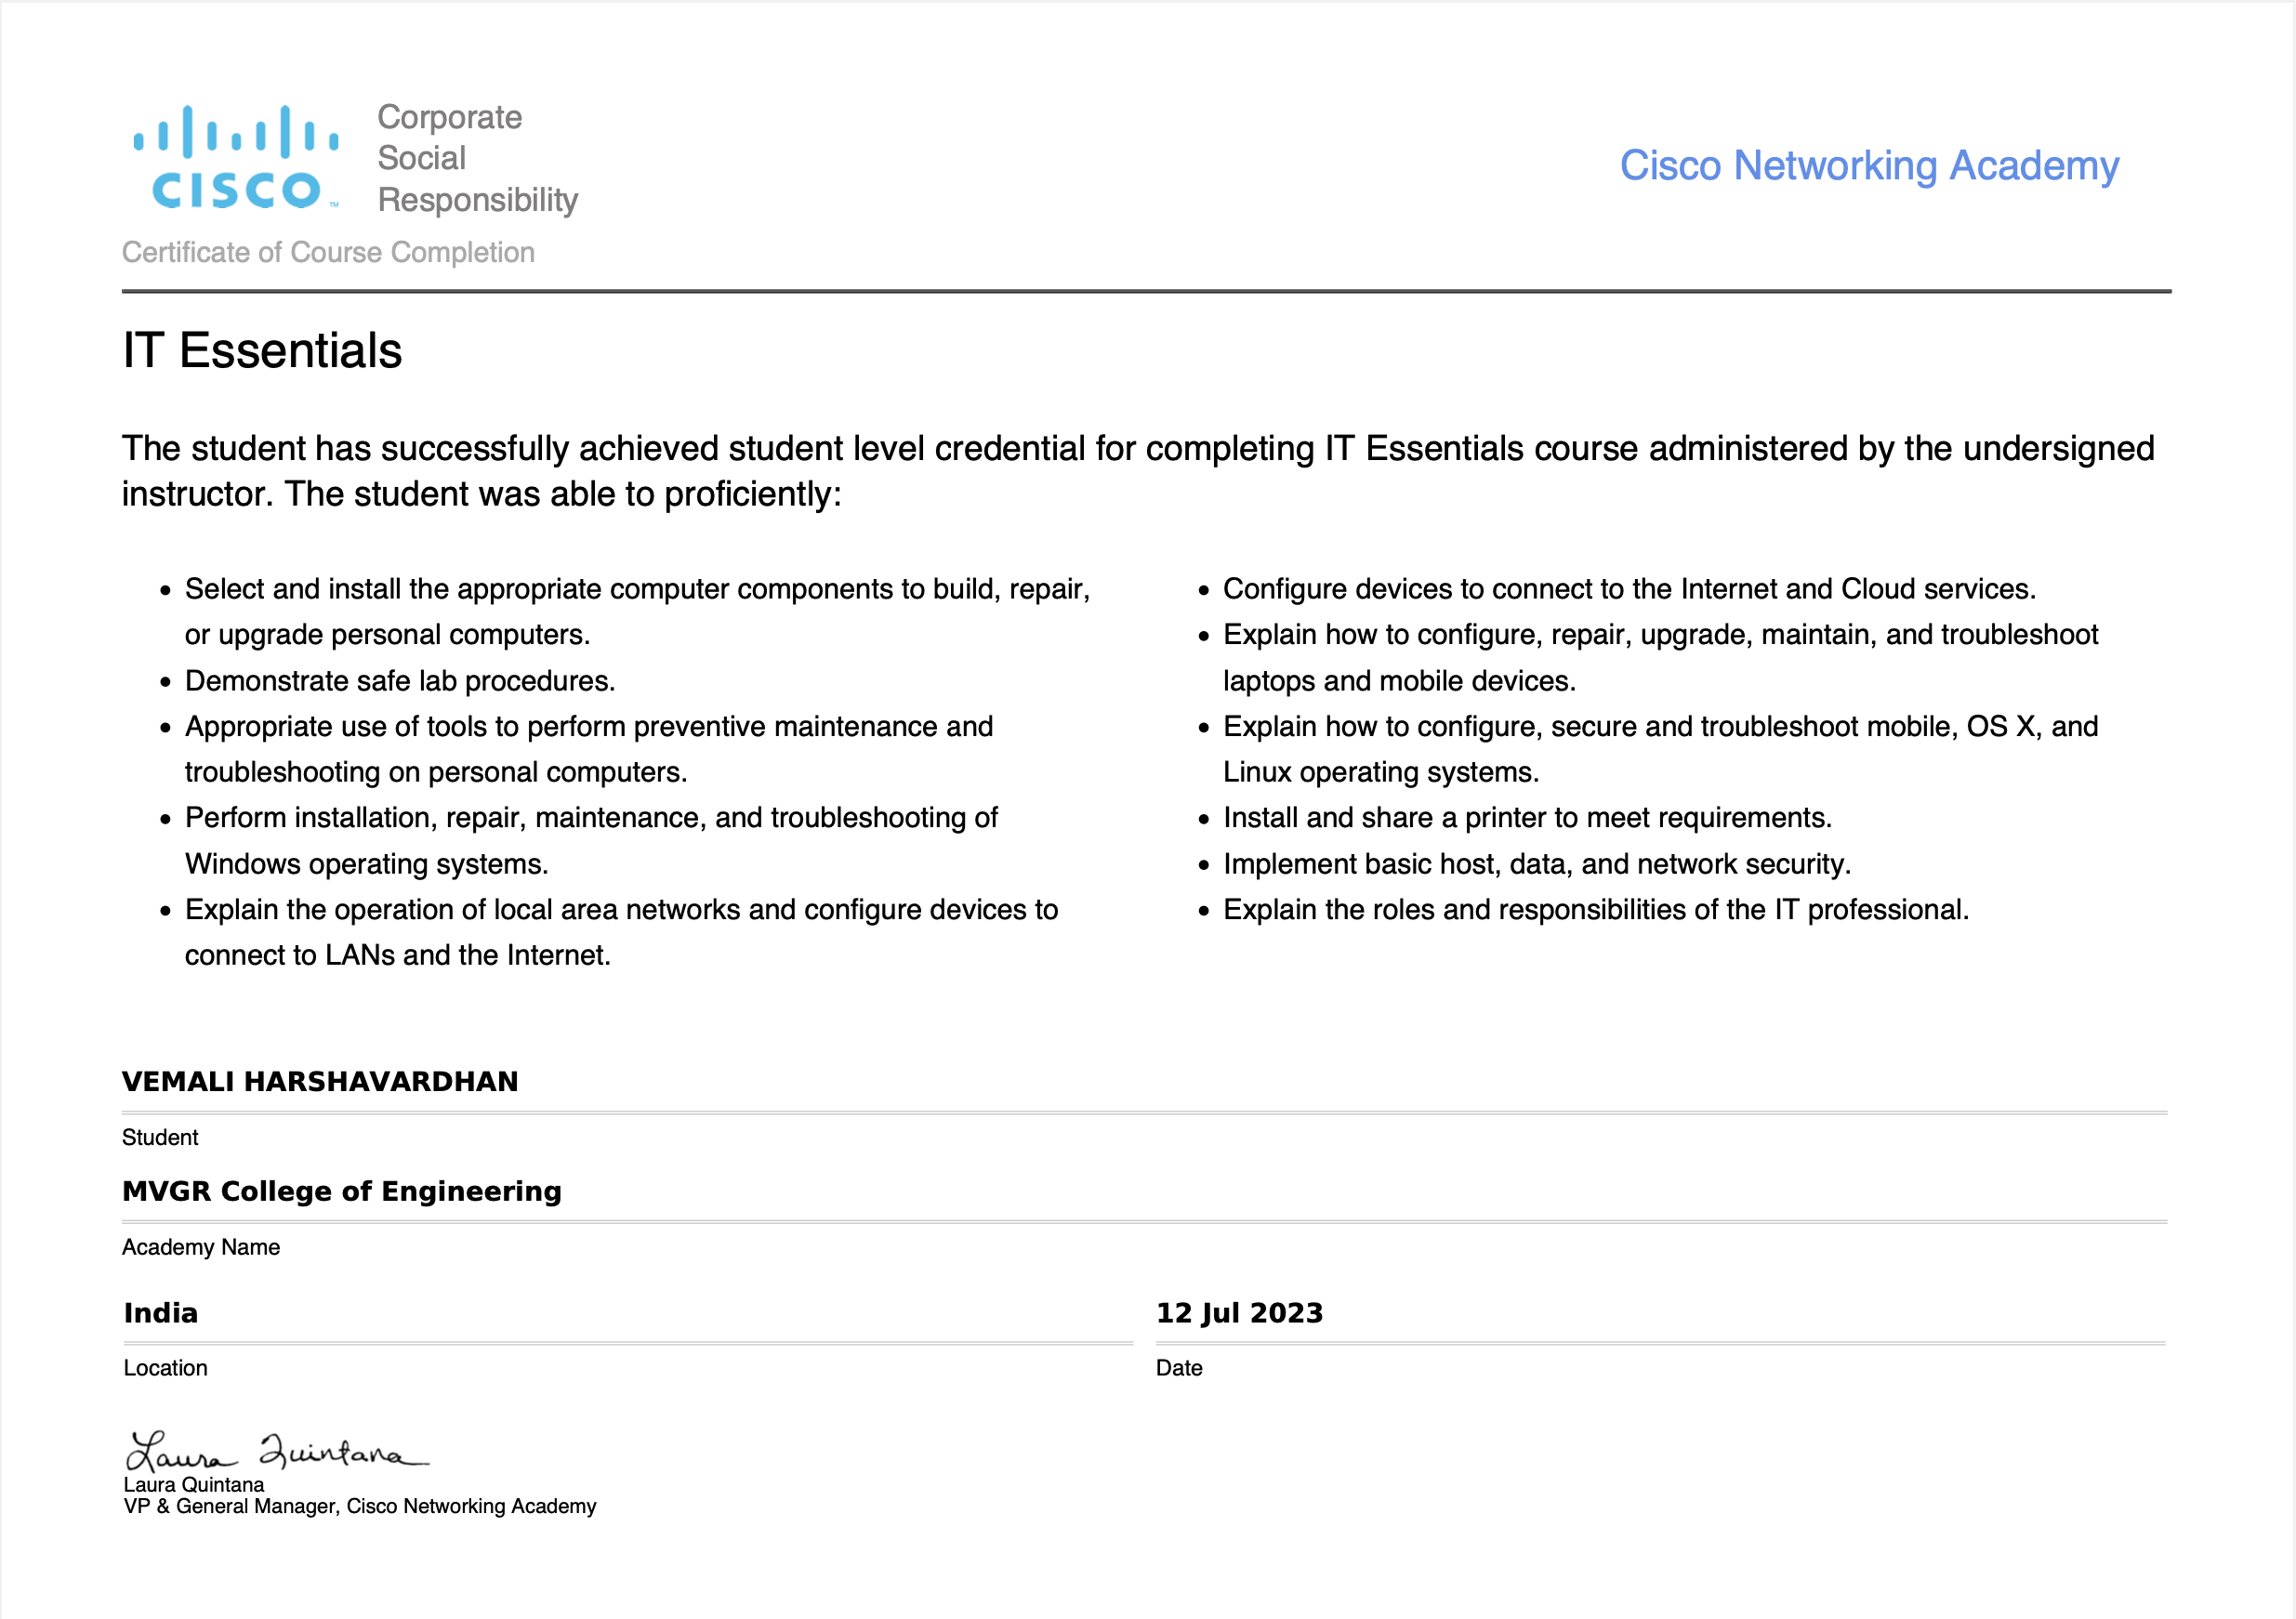 Corporate
Social
Responsibility
CISCO™
Cisco Networking Academy
Certificate of Course Completion
IT Essentials
The student has successfully achieved student level credential for completing IT Essentials course administered by the undersigned
instructor. The student was able to proficiently:
• Select and install the appropriate computer components to build, repair,
or upgrade personal computers.
• Demonstrate safe lab procedures.
• Appropriate use of tools to perform preventive maintenance and
troubleshooting on personal computers.
• Perform installation, repair, maintenance, and troubleshooting of
Windows operating systems.
• Explain the operation of local area networks and configure devices to
connect to LANs and the Internet.
• Configure devices to connect to the Internet and Cloud services.
• Explain how to configure, repair, upgrade, maintain, and troubleshoot
laptops and mobile devices.
• Explain how to configure, secure and troubleshoot mobile, OS X, and
Linux operating systems.
• Install and share a printer to meet requirements.
• Implement basic host, data, and network security.
• Explain the roles and responsibilities of the IT professional.
VEMALI HARSHAVARDHAN
Student
MVGR College of Engineering
Academy Name
India
Location
12 Jul 2023
Date
Laura Quintana
Laura Quintana
VP & General Manager, Cisco Networking Academy